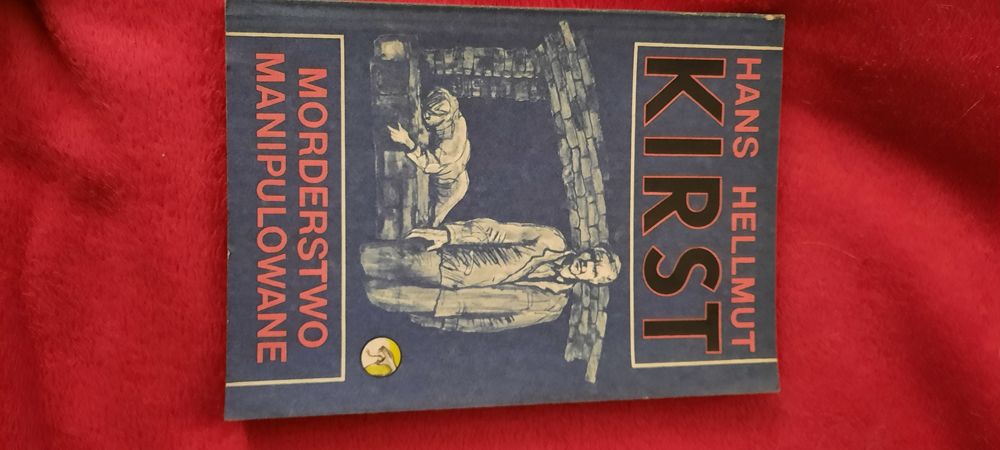 HANS HELLMUT
KIRST
MORDERSTWO
MANIPULOWANE